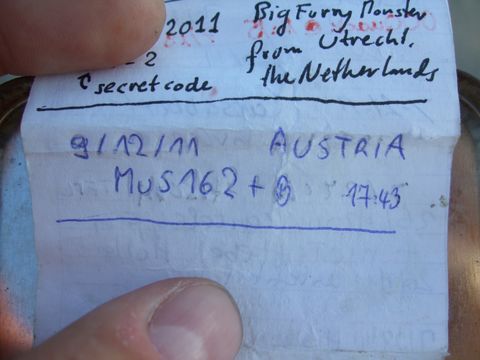 2011 Big Furry Monster
2 from Utrecht,
secret code the Netherlands
9/12/11 AUSTRIA
MUS162 + B 17:43